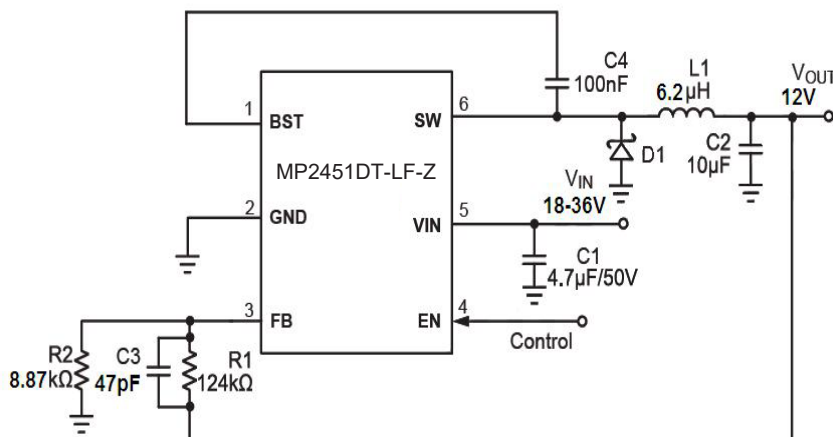 C4
100nF
L1
6.2µH
VOUT
12V
1
BST
SW
6
C2
10µF
D1
MP2451DT-LF-Z
VIN
18-36V
2
GND
VIN
5
C1
4.7µF/50V
3
FB
EN
4
Control
R2
8.87kΩ
C3
47pF
R1
124kΩ